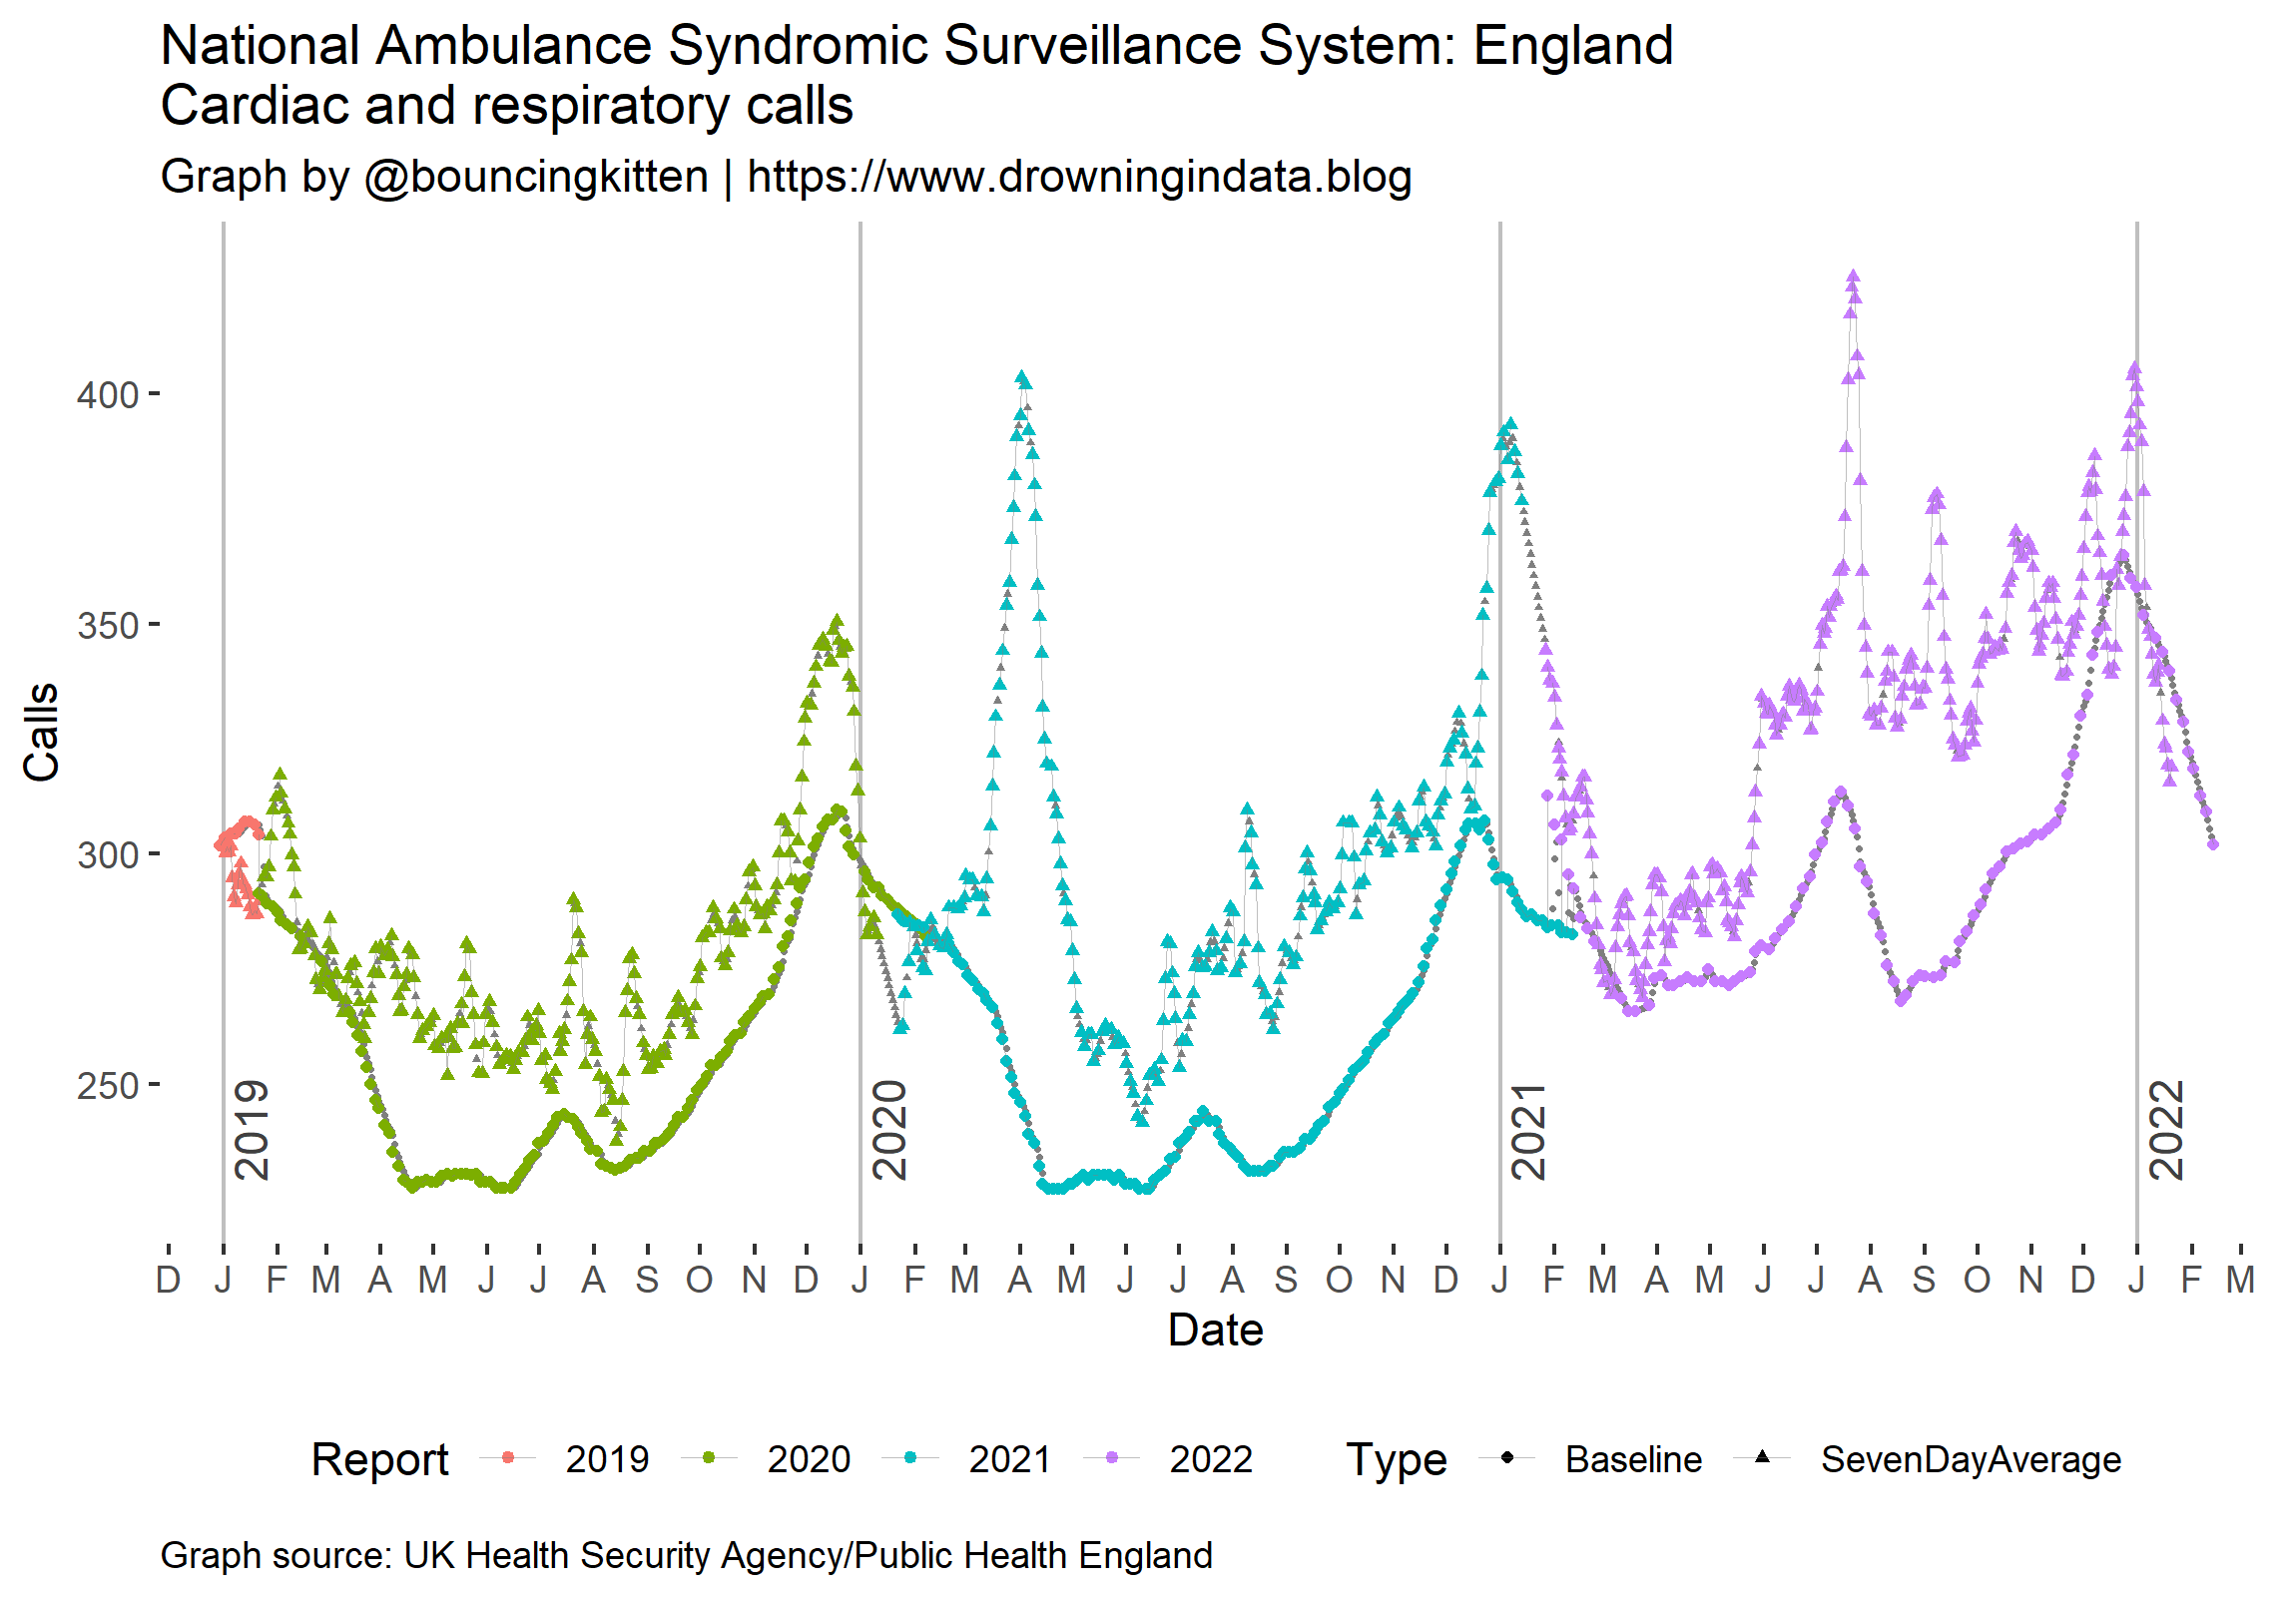 National Ambulance Syndromic Surveillance System: England
Cardiac and respiratory calls
Graph by @bouncingkitten | https://www.drowningindata.blog
Calls
400
350
300
250
2019
2020
2021
2022
D J F M A M J J A S O N D J F M A M J J A S O N D J F M A M J J A S O N D J F M
Date
Report 2019 2020 2021 2022 Type Baseline SevenDayAverage
Graph source: UK Health Security Agency/Public Health England